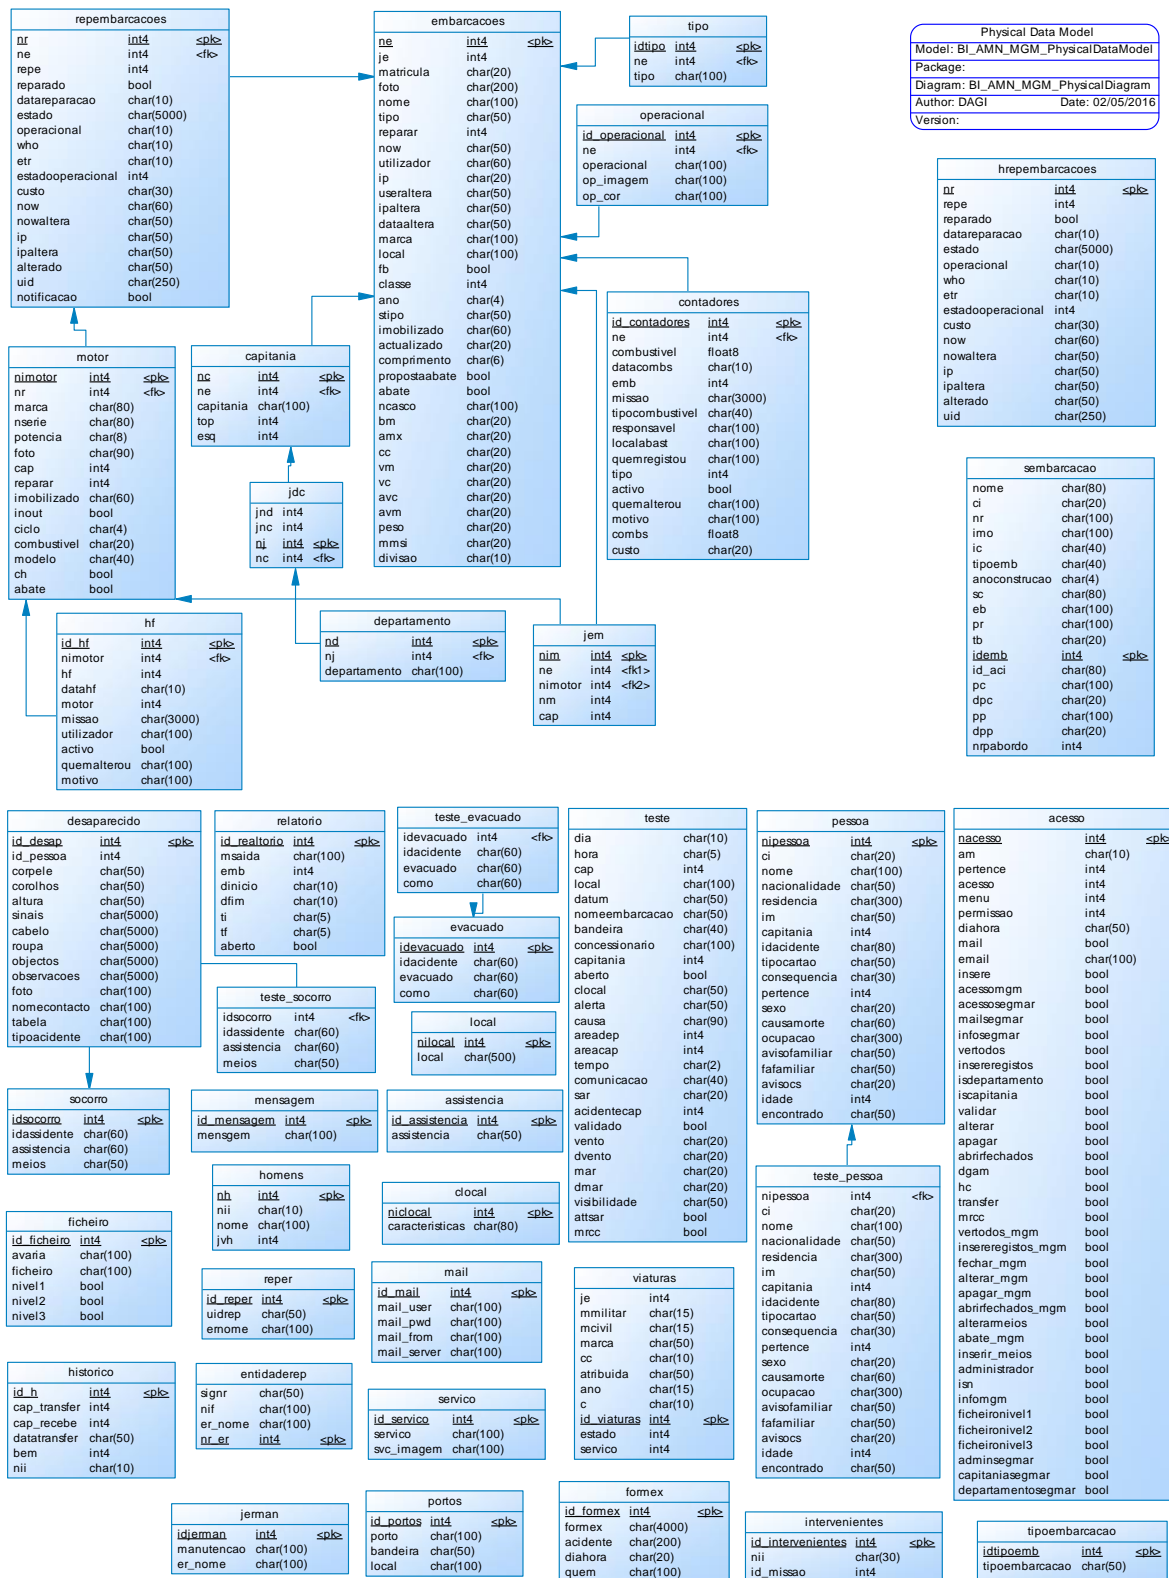 repembarcacoes
nr int4 <pk>
ne int4 <fk>
repe int4
reparado bool
datareparacao char(10)
estado char(5000)
operacional char(10)
who char(10)
etr char(10)
estadooperacional int4
custo char(30)
now char(60)
nowaltera char(50)
ip char(50)
ipaltera char(50)
alterado char(50)
uid char(250)
notificacao bool
embarcacoes
ne int4 <pk>
je int4
matricula char(20)
foto char(200)
nome char(100)
tipo char(50)
reparar int4
now char(50)
utilizador char(60)
ip char(20)
useraltera char(50)
ipaltera char(50)
dataaltera char(50)
marca char(100)
local char(100)
fb bool
classe int4
ano char(4)
stipo char(50)
imobilizado char(60)
actualizado char(20)
comprimento char(6)
propostaabate bool
abate bool
ncasco char(100)
bm char(20)
amx char(20)
cc char(20)
vm char(20)
vc char(20)
avc char(20)
avm char(20)
peso char(20)
mmsi char(20)
divisao char(10)
tipo
idtipo int4 <pk>
ne int4 <fk>
tipo char(100)
operacional
id_operacional int4 <pk>
ne int4 <fk>
operacional char(100)
op_imagem char(100)
op_cor char(100)
Physical Data Model
Model: BI_AMN_MGM_PhysicalDataModel
Package:
Diagram: BI_AMN_MGM_PhysicalDiagram
Author: DAGI Date: 02/05/2016
Version:
hrepembarcacoes
nr int4 <pk>
repe int4
reparado bool
datareparacao char(10)
estado char(5000)
operacional char(10)
who char(10)
etr char(10)
estadooperacional int4
custo char(30)
now char(60)
nowaltera char(50)
ip char(50)
ipaltera char(50)
alterado char(50)
uid char(250)
motor
nimotor int4 <pk>
nr int4 <fk>
marca char(80)
nserie char(80)
potencia char(8)
foto char(90)
cap int4
reparar int4
imobilizado char(60)
inout bool
ciclo char(4)
combustivel char(20)
modelo char(40)
ch bool
abate bool
capitania
nc int4 <pk>
ne int4 <fk>
capitania char(100)
top int4
esq int4
contadores
id_contadores int4 <pk>
ne int4 <fk>
combustivel float8
datacombs char(10)
emb int4
missao char(3000)
tipocombustivel char(40)
responsavel char(100)
localabast char(100)
quemregistou char(100)
tipo int4
activo bool
quemalterou char(100)
motivo char(100)
combs float8
custo char(20)
jdc
jnd int4
jnc int4
nj int4 <pk>
nc int4 <fk>
sembarcacao
nome char(80)
ci char(20)
nr char(100)
imo char(100)
ic char(40)
tipoemb char(40)
anoconstrucao char(4)
sc char(80)
eb char(100)
pr char(100)
tb char(20)
idemb int4 <pk>
id_aci char(80)
pc char(100)
dpc char(20)
pp char(100)
dpp char(20)
nrpabordo int4
hf
id_hf int4 <pk>
nimotor int4 <fk>
hf int4
datahf char(10)
motor int4
missao char(3000)
utilizador char(100)
activo bool
quemalterou char(100)
motivo char(100)
departamento
nd int4 <pk>
nj int4 <fk>
departamento char(100)
jem
nim int4 <pk>
ne int4 <fk1>
nimotor int4 <fk2>
nm int4
cap int4
desaparecido
id_desap int4 <pk>
id_pessoa int4
corpele char(50)
corolhos char(50)
altura char(50)
sinais char(5000)
cabelo char(5000)
roupa char(5000)
objectos char(5000)
observacoes char(5000)
foto char(100)
nomecontacto char(100)
tabela char(100)
tipoacidente char(100)
relatorio
id_realtorio int4 <pk>
msaida char(100)
emb int4
dinicio char(10)
dfim char(10)
ti char(5)
tf char(5)
aberto bool
teste_evacuado
idevacuado int4 <fk>
idacidente char(60)
evacuado char(60)
como char(60)
evacuado
idevacuado int4 <pk>
idacidente char(60)
evacuado char(60)
como char(60)
teste
dia char(10)
hora char(5)
cap int4
local char(100)
datum char(50)
nomeembarcacao char(50)
bandeira char(40)
concessionario char(100)
capitania int4
aberto bool
clocal char(50)
alerta char(50)
causa char(90)
areadep int4
areacap int4
tempo char(2)
comunicacao char(40)
sar char(20)
acidentecap int4
validado bool
vento char(20)
dvento char(20)
mar char(20)
dmar char(20)
visibilidade char(50)
attsar bool
mrcc bool
pessoa
nipessoa int4 <pk>
ci char(20)
nome char(100)
nacionalidade char(50)
residencia char(300)
im char(50)
capitania int4
idacidente char(80)
tipocartao char(50)
consequencia char(30)
pertence int4
sexo char(20)
causamorte char(60)
ocupacao char(300)
avisofamiliar char(50)
fafamiliar char(50)
avisocs char(20)
idade int4
encontrado char(50)
acesso
nacesso int4 <pk>
am char(10)
pertence int4
acesso int4
menu int4
permissao int4
diahora char(50)
mail bool
email char(100)
insere bool
acessomgm bool
acessosegmar bool
mailsegmar bool
infosegmar bool
vertodos bool
insereregistos bool
isdepartamento bool
iscapitania bool
validar bool
alterar bool
apagar bool
abrirfechados bool
dgam bool
hc bool
transfer bool
mrcc bool
vertodos_mgm bool
insereregistos_mgm bool
fechar_mgm bool
alterar_mgm bool
apagar_mgm bool
abrirfechados_mgm bool
alterarmeios bool
abate_mgm bool
inserir_meios bool
administrador bool
isn bool
infomgm bool
ficheironivel1 bool
ficheironivel2 bool
ficheironivel3 bool
adminsegmar bool
capitaniasegmar bool
departamentosegmar bool
teste_socorro
idsocorro int4 <fk>
idassidente char(60)
assistencia char(60)
meios char(50)
local
nilocal int4 <pk>
local char(500)
socorro
idsocorro int4 <pk>
idassidente char(60)
assistencia char(60)
meios char(50)
mensagem
id_mensagem int4 <pk>
mensgem char(100)
assistencia
id_assistencia int4 <pk>
assistencia char(50)
homens
nh int4 <pk>
nii char(10)
nome char(100)
jvh int4
clocal
niclocal int4 <pk>
caracteristicas char(80)
teste_pessoa
nipessoa int4 <fk>
ci char(20)
nome char(100)
nacionalidade char(50)
residencia char(300)
im char(50)
capitania int4
idacidente char(80)
tipocartao char(50)
consequencia char(30)
pertence int4
sexo char(20)
causamorte char(60)
ocupacao char(300)
avisofamiliar char(50)
fafamiliar char(50)
avisocs char(20)
idade int4
encontrado char(50)
ficheiro
id_ficheiro int4 <pk>
avaria char(100)
ficheiro char(100)
nivel1 bool
nivel2 bool
nivel3 bool
reper
id_reper int4 <pk>
uidrep char(50)
ernome char(100)
mail
id_mail int4 <pk>
mail_user char(100)
mail_pwd char(100)
mail_from char(100)
mail_server char(100)
viaturas
je int4
mmilitar char(15)
mcivil char(15)
marca char(50)
cc char(10)
atribuida char(50)
ano char(15)
c char(10)
id_viaturas int4 <pk>
estado int4
servico int4
historico
id_h int4 <pk>
cap_transfer int4
cap_recebe int4
datatransfer char(50)
bem int4
nii char(10)
entidaderep
signr char(50)
nif char(100)
er_nome char(100)
nr_er int4 <pk>
servico
id_servico int4 <pk>
servico char(100)
svc_imagem char(100)
jerman
idjerman int4 <pk>
manutencao char(100)
er_nome char(100)
portos
id_portos int4 <pk>
porto char(100)
bandeira char(50)
local char(100)
formex
id_formex int4 <pk>
formex char(4000)
acidente char(200)
diahora char(20)
quem char(100)
intervenientes
id_intervenientes int4 <pk>
nii char(30)
id_missao int4
tipoembarcacao
idtipoemb int4 <pk>
tipoembarcacao char(50)